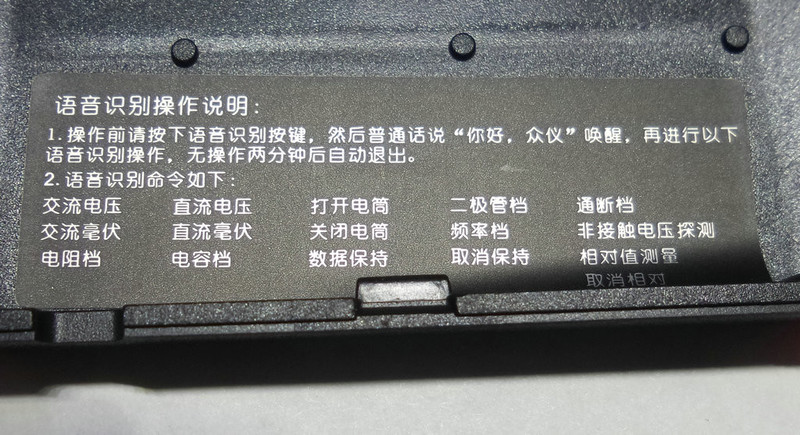 语音识别操作说明：
1. 操作前请按下语音识别按键，然后普通话说“你好，众仪”唤醒，再进行以下
语音识别操作，无操作两分钟后自动退出。
2. 语音识别命令如下：
交流电压 直流电压 打开电筒 二极管档 通断档
交流毫伏 直流毫伏 关闭电筒 频率档 非接触电压探测
电阻档 电容档 数据保持 取消保持 相对值测量
取消相对